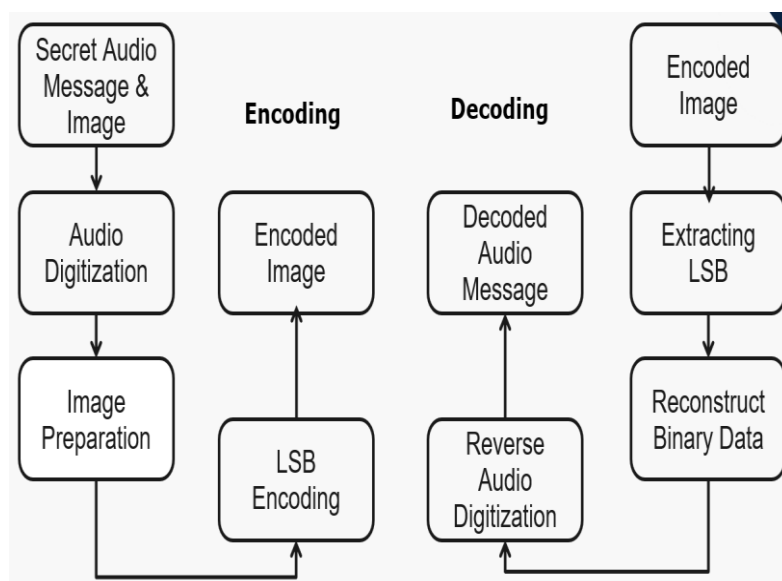 Secret Audio
Message &
Image
Audio
Digitization
Image
Preparation
Encoding
Encoded
Image
LSB
Encoding
Decoding
Decoded
Audio
Message
Reverse
Audio
Digitization
Encoded
Image
Extracting
LSB
Reconstruct
Binary Data